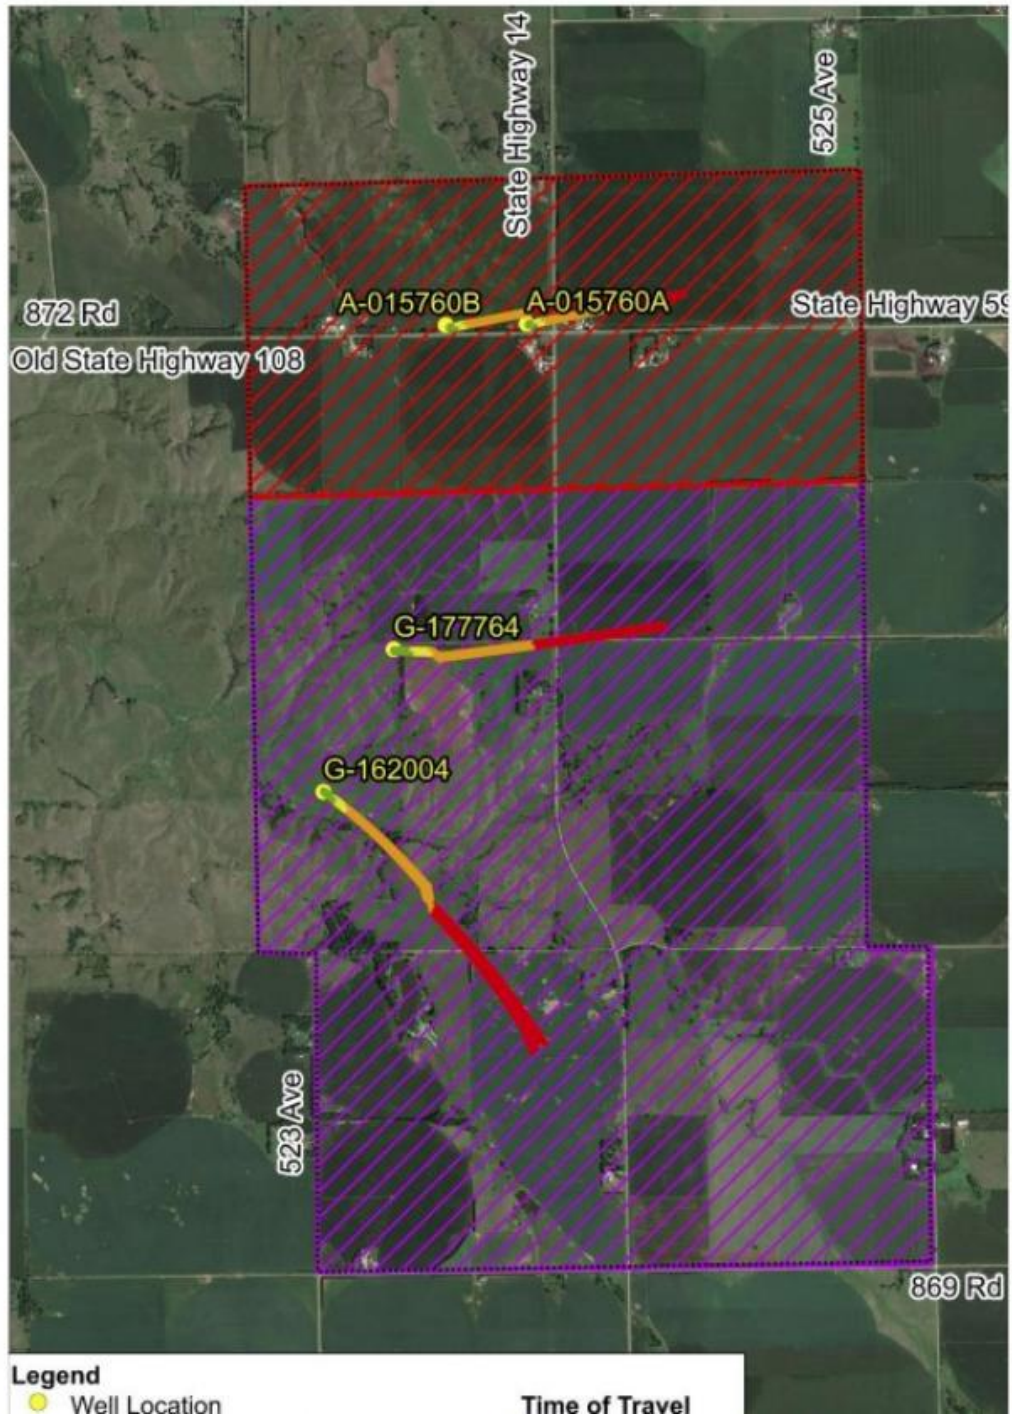 State Highway 14
525 Ave
A-015760B
A-015760A
872 Rd
State Highway 59
Old State Highway 108
G-177764
G-162004
523 Ave
869 Rd
Legend
Well Location
Time of Travel